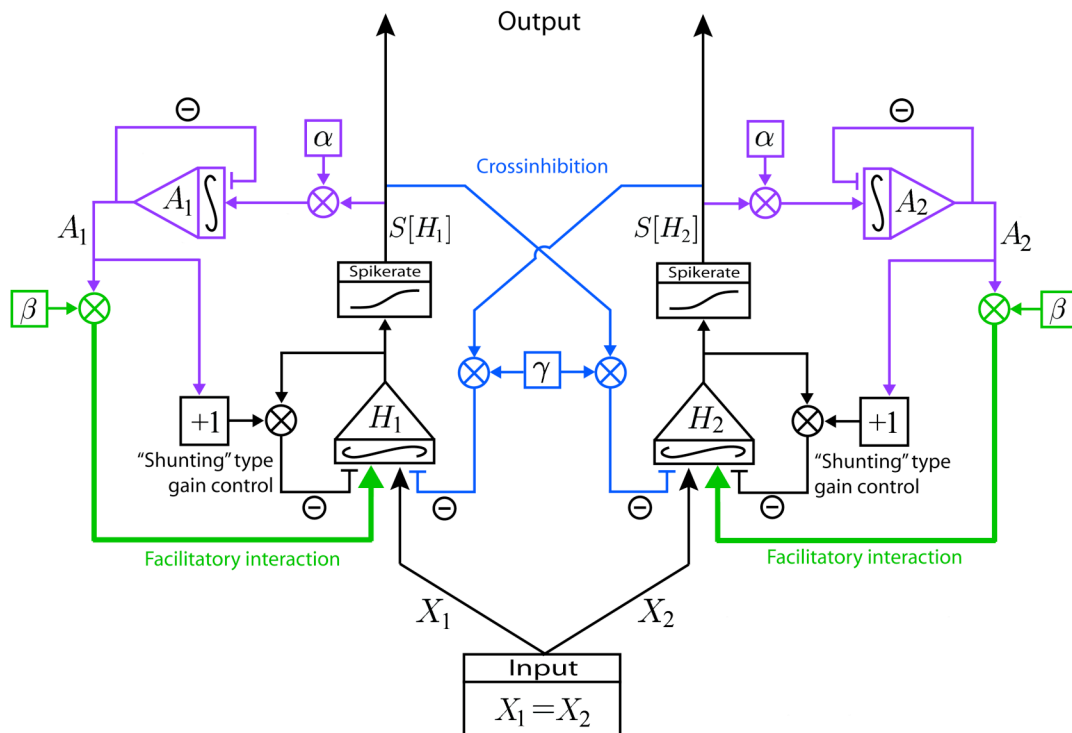 Output
⊖
⊖
α
α
Crossinhibition
A₁
A₂
A₁
S[H₁]
S[H₂]
A₂
Spikerate
Spikerate
β
β
γ
+1
H₁
H₂
+1
"Shunting" type
gain control
"Shunting" type
gain control
⊖
⊖
⊖
⊖
Facilitatory interaction
Facilitatory interaction
X₁
X₂
Input
X₁=X₂